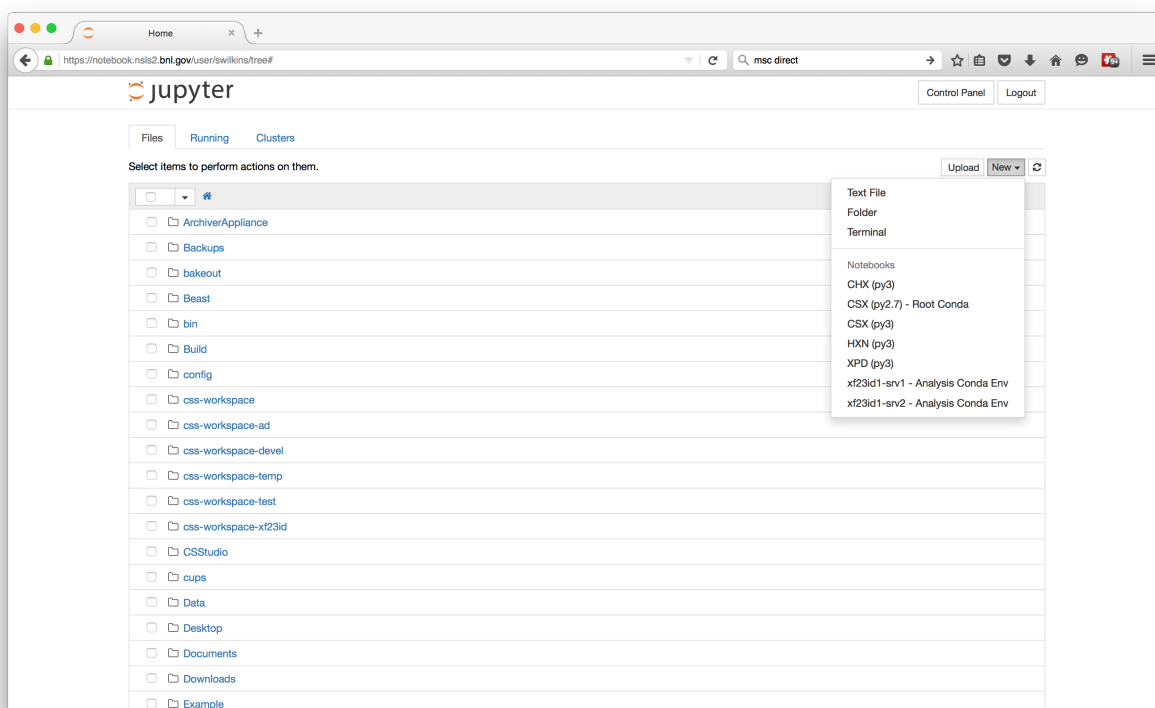 Home
https://notebook.nsls2.bnl.gov/user/swilkins/tree#
msc direct
jupyter
Control Panel
Logout
Files
Running
Clusters
Select items to perform actions on them.
Upload
New
Text File
Folder
Terminal
Notebooks
CHX (py3)
CSX (py2.7) - Root Conda
CSX (py3)
HXN (py3)
XPD (py3)
xf23id1-srv1 - Analysis Conda Env
xf23id1-srv2 - Analysis Conda Env
ArchiverAppliance
Backups
bakeout
Beast
bin
Build
config
css-workspace
css-workspace-ad
css-workspace-devel
css-workspace-temp
css-workspace-test
css-workspace-xf23id
CSStudio
cups
Data
Desktop
Documents
Downloads
Example